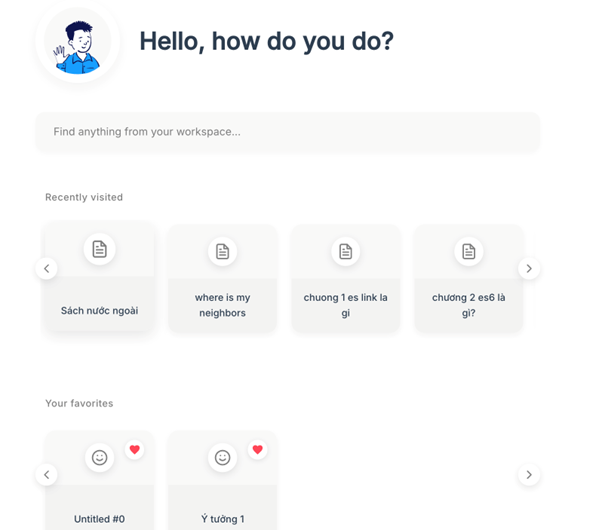 Hello, how do you do?
Find anything from your workspace...
Recently visited
Sách nước ngoài
where is my
neighbors
chuong 1 es link la
gi
chương 2 es6 là
gì?
Your favorites
Untitled #0
Ý tưởng 1